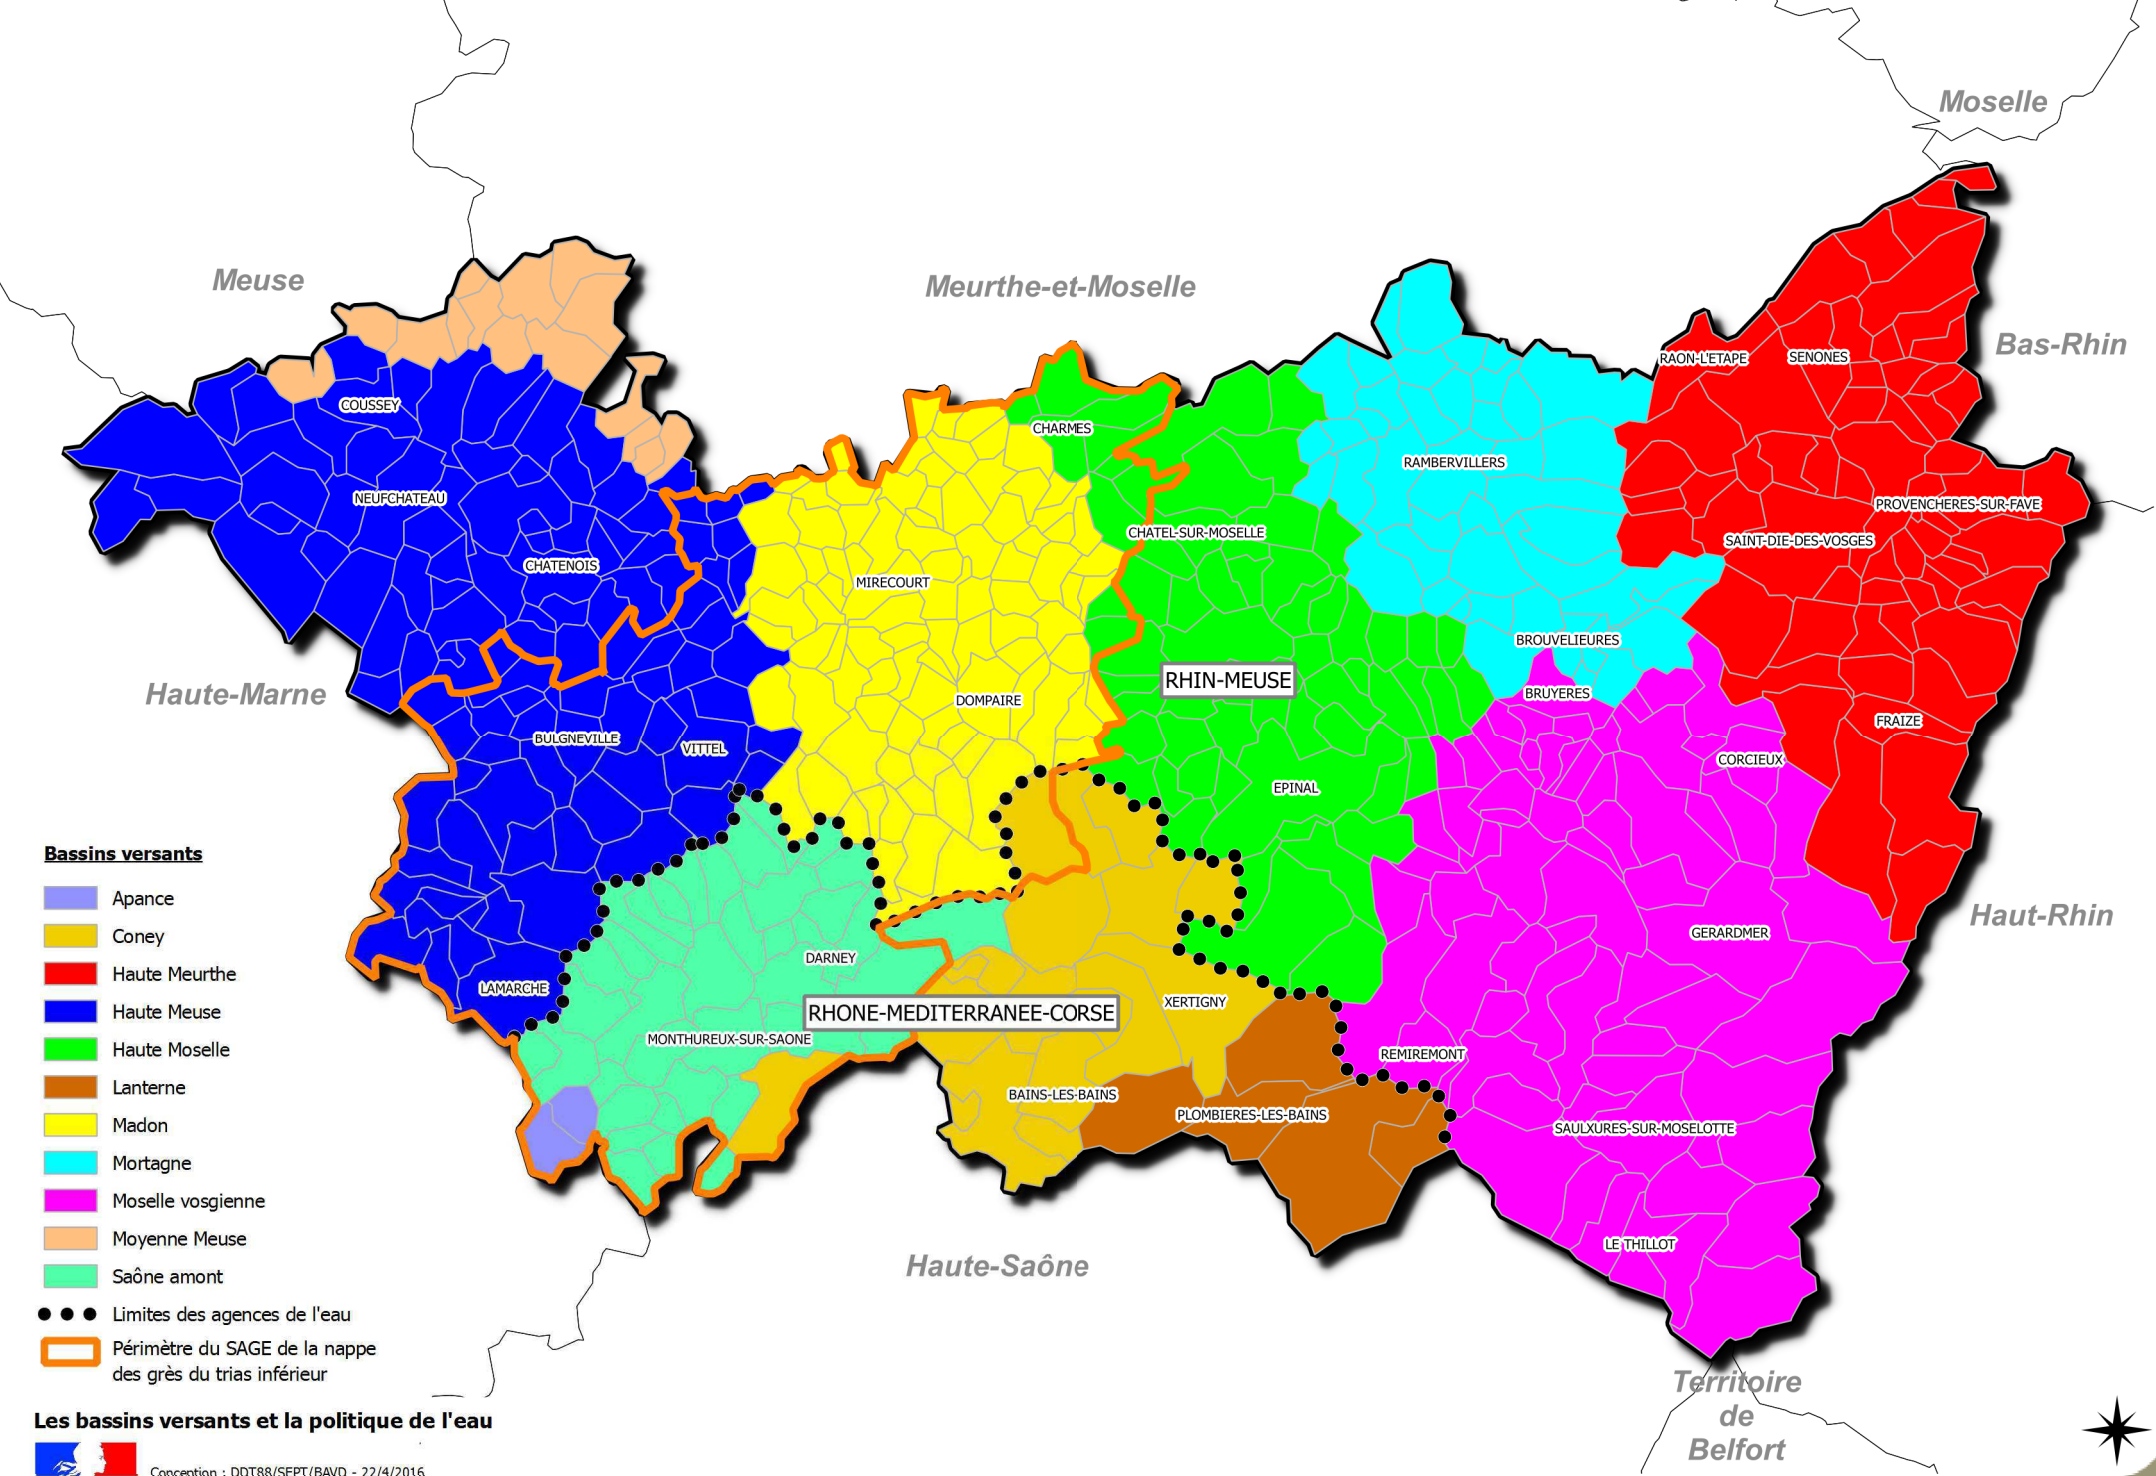 Moselle
Meuse
Meurthe-et-Moselle
Bas-Rhin
RAON-L'ETAPE
SENONES
COUSSEY
CHARMES
RAMBERVILLERS
NEUFCHATEAU
PROVENCHERES-SUR-FAVE
CHATEL-SUR-MOSELLE
SAINT-DIE-DES-VOSGES
CHATENOIS
MIRECOURT
BROUVELIEURES
Haute-Marne
RHIN-MEUSE
BRUYERES
DOMPAIRE
FRAIZE
BULGNEVILLE
VITTEL
CORCIEUX
EPINAL
Haut-Rhin
GERARDMER
DARNEY
LAMARCHE
XERTIGNY
RHONE-MEDITERRANEE-CORSE
MONTHUREUX-SUR-SAONE
REMIREMONT
BAINS-LES-BAINS
PLOMBIERES-LES-BAINS
SAULXURES-SUR-MOSELOTTE
LE THILLOT
Haute-Saône
Territoire
de
Belfort
Bassins versants
Apance
Coney
Haute Meurthe
Haute Meuse
Haute Moselle
Lanterne
Madon
Mortagne
Moselle vosgienne
Moyenne Meuse
Saône amont
Limites des agences de l'eau
Périmètre du SAGE de la nappe
des grès du trias inférieur
Les bassins versants et la politique de l'eau
Conception : DDT88/SEPT/BAVD - 22/4/2016